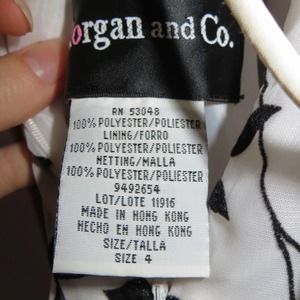 organ and Co.
RN 53048
100% POLYESTER/POLIESTER
LINING/FORRO
100% POLYESTER/POLIESTER
NETTING/MALLA
100% POLYESTER/POLIESTER
9492654
LOT/LOTE 11916
MADE IN HONG KONG
HECHO EN HONG KONG
SIZE/TALLA
SIZE 4